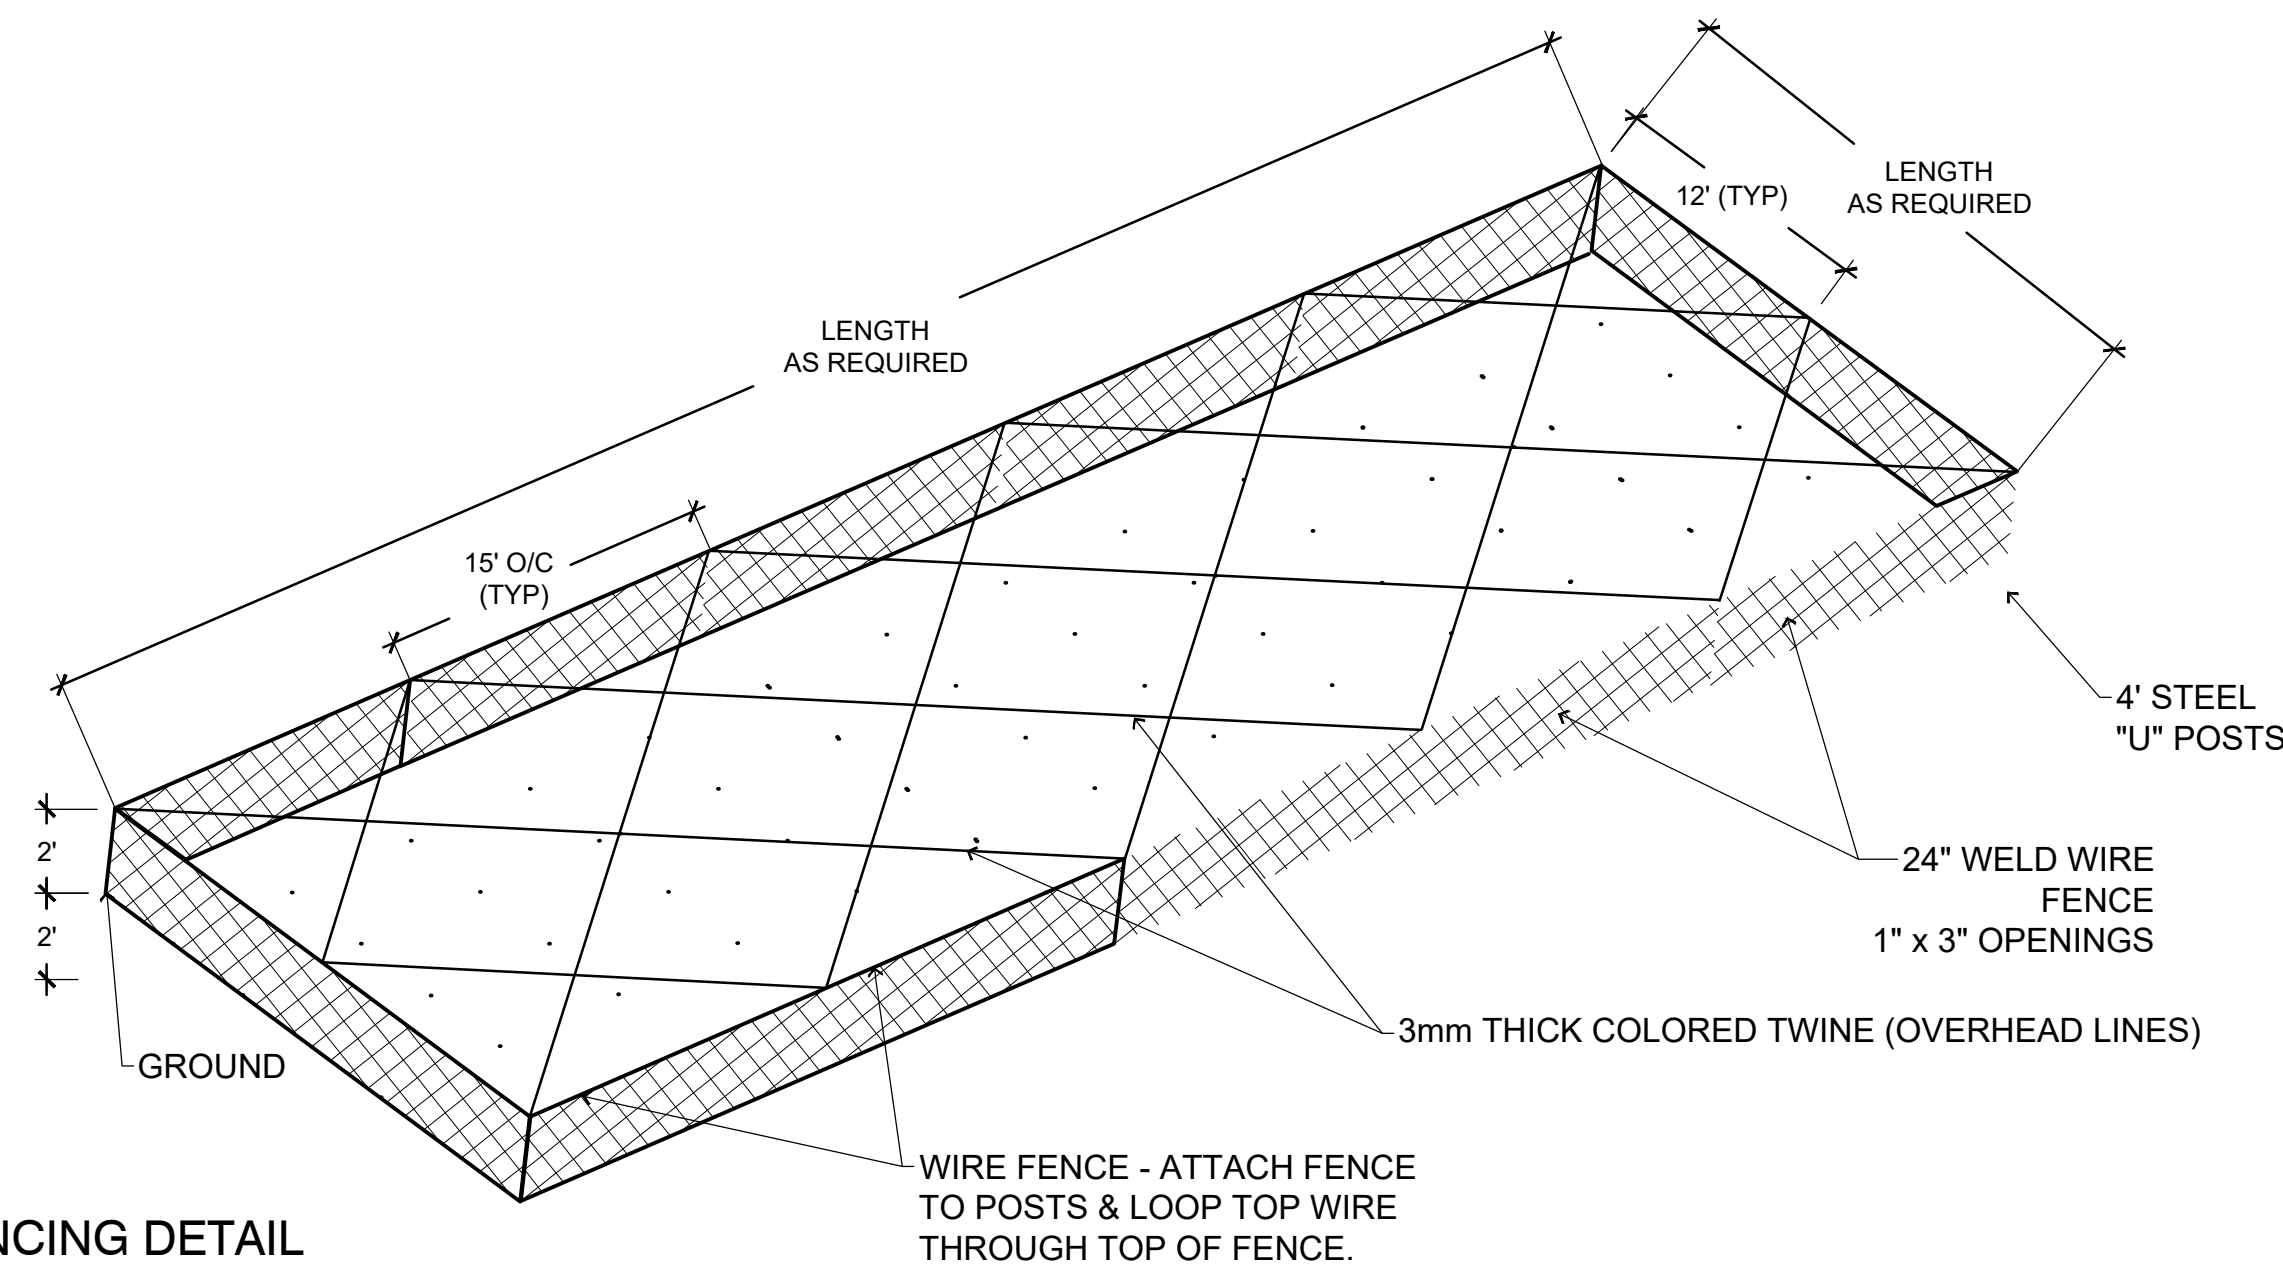 LENGTH
AS REQUIRED
12' (TYP)
LENGTH
AS REQUIRED
15' O/C
(TYP)
4' STEEL
"U" POSTS
2'
2'
24" WELD WIRE
FENCE
1" x 3" OPENINGS
3mm THICK COLORED TWINE (OVERHEAD LINES)
GROUND
WIRE FENCE - ATTACH FENCE
TO POSTS & LOOP TOP WIRE
THROUGH TOP OF FENCE.
NCING DETAIL